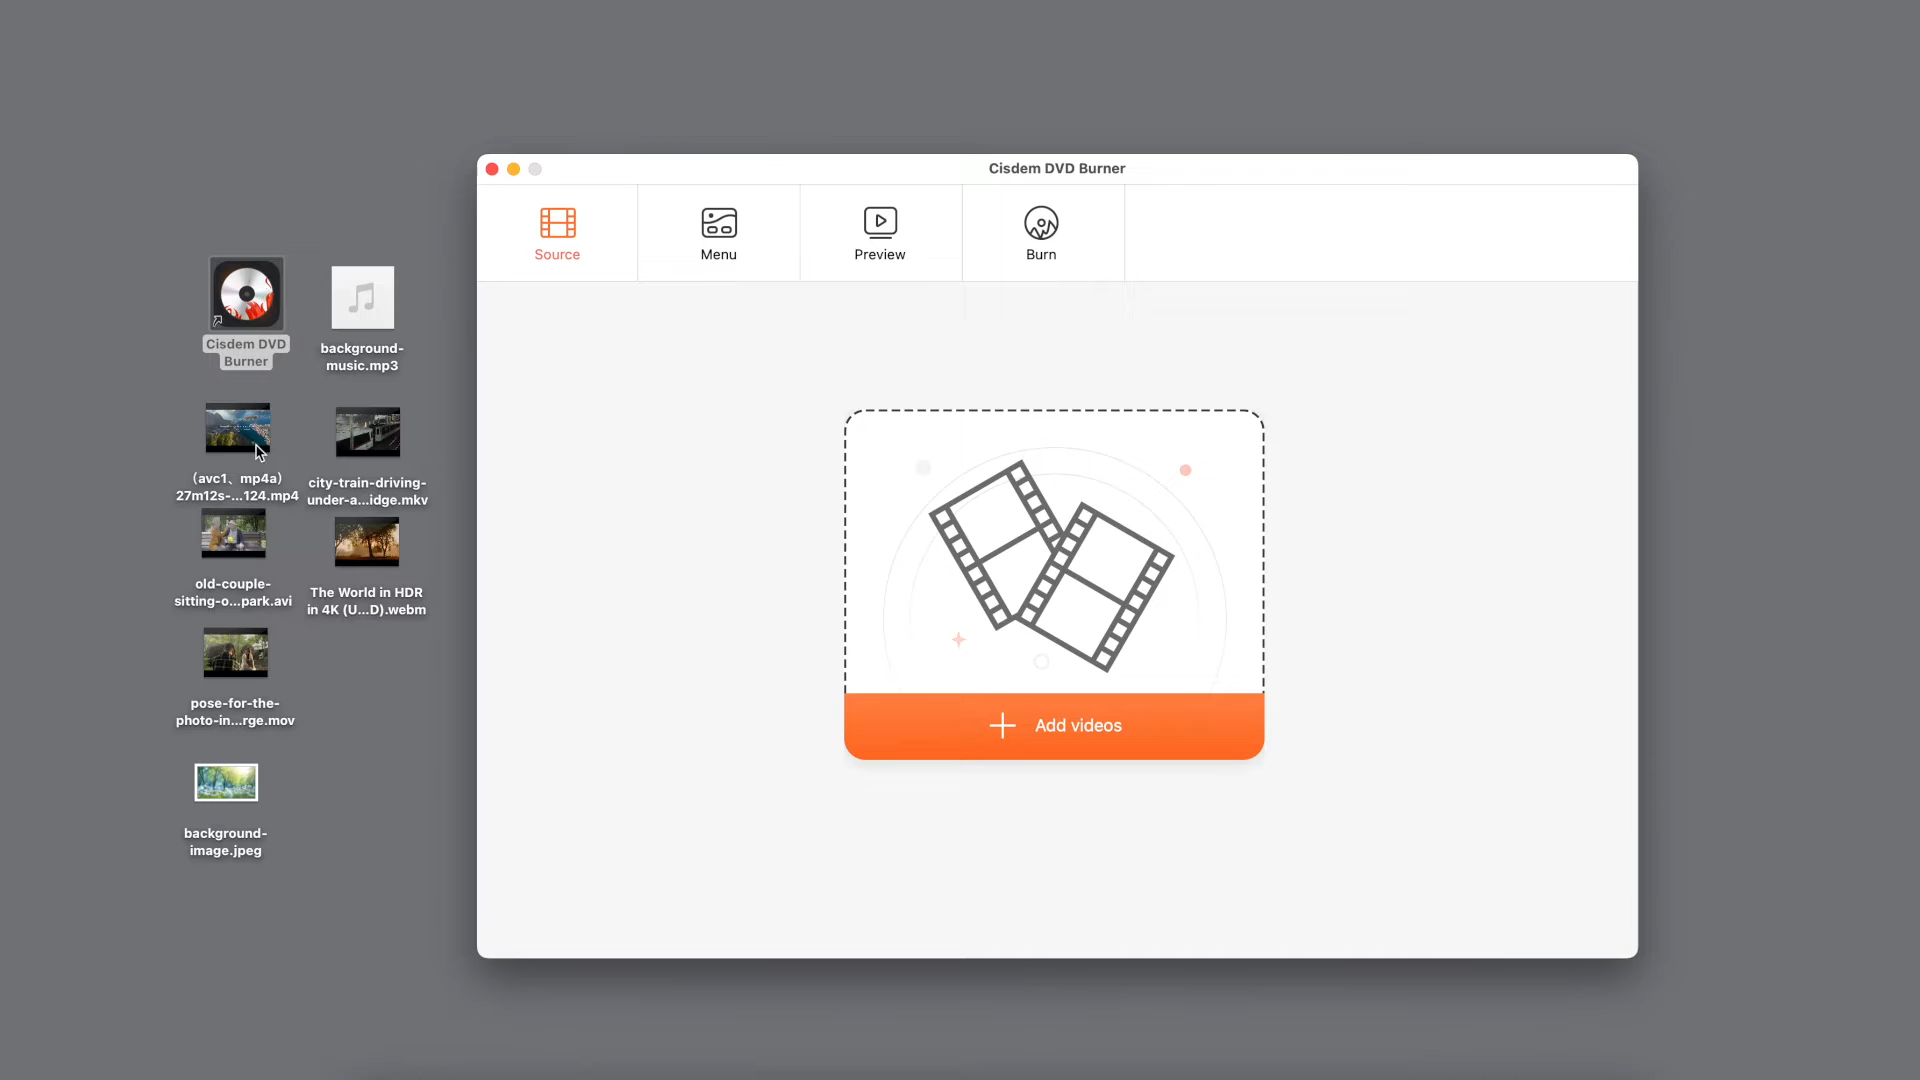 Cisdem DVD Burner
Source
Menu
Preview
Burn
Cisdem DVD
Burner
background-
music.mp3
(avc1、mp4a)
27m12s-...124.mp4
city-train-driving-
under-a...idge.mkv
old-couple-
sitting-o...park.avi
The World in HDR
in 4K (U...D).webm
pose-for-the-
photo-in...rge.mov
background-
image.jpeg
Add videos